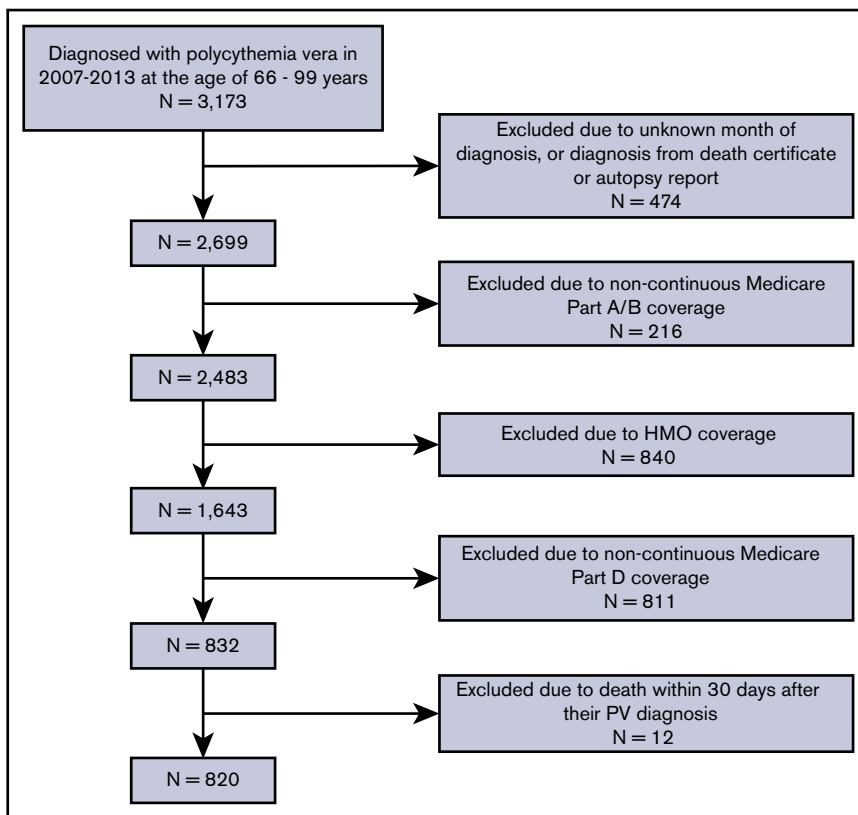 Diagnosed with polycythemia vera in
2007-2013 at the age of 66 - 99 years
N = 3,173
Excluded due to unknown month of
diagnosis, or diagnosis from death certificate
or autopsy report
N = 474
N = 2,699
Excluded due to non-continuous Medicare
Part A/B coverage
N = 216
N = 2,483
Excluded due to HMO coverage
N = 840
N = 1,643
Excluded due to non-continuous Medicare
Part D coverage
N = 811
N = 832
Excluded due to death within 30 days after
their PV diagnosis
N = 12
N = 820